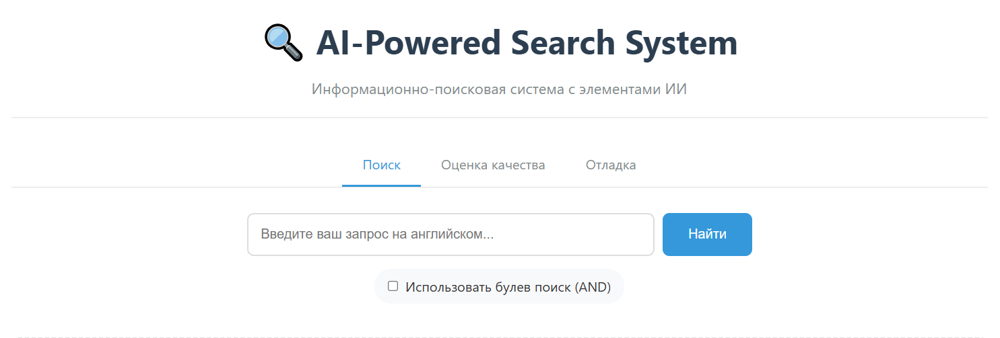 AI-Powered Search System
Информационно-поисковая система с элементами ИИ
Поиск Оценка качества Отладка
Введите ваш запрос на английском... Найти
Использовать булев поиск (AND)